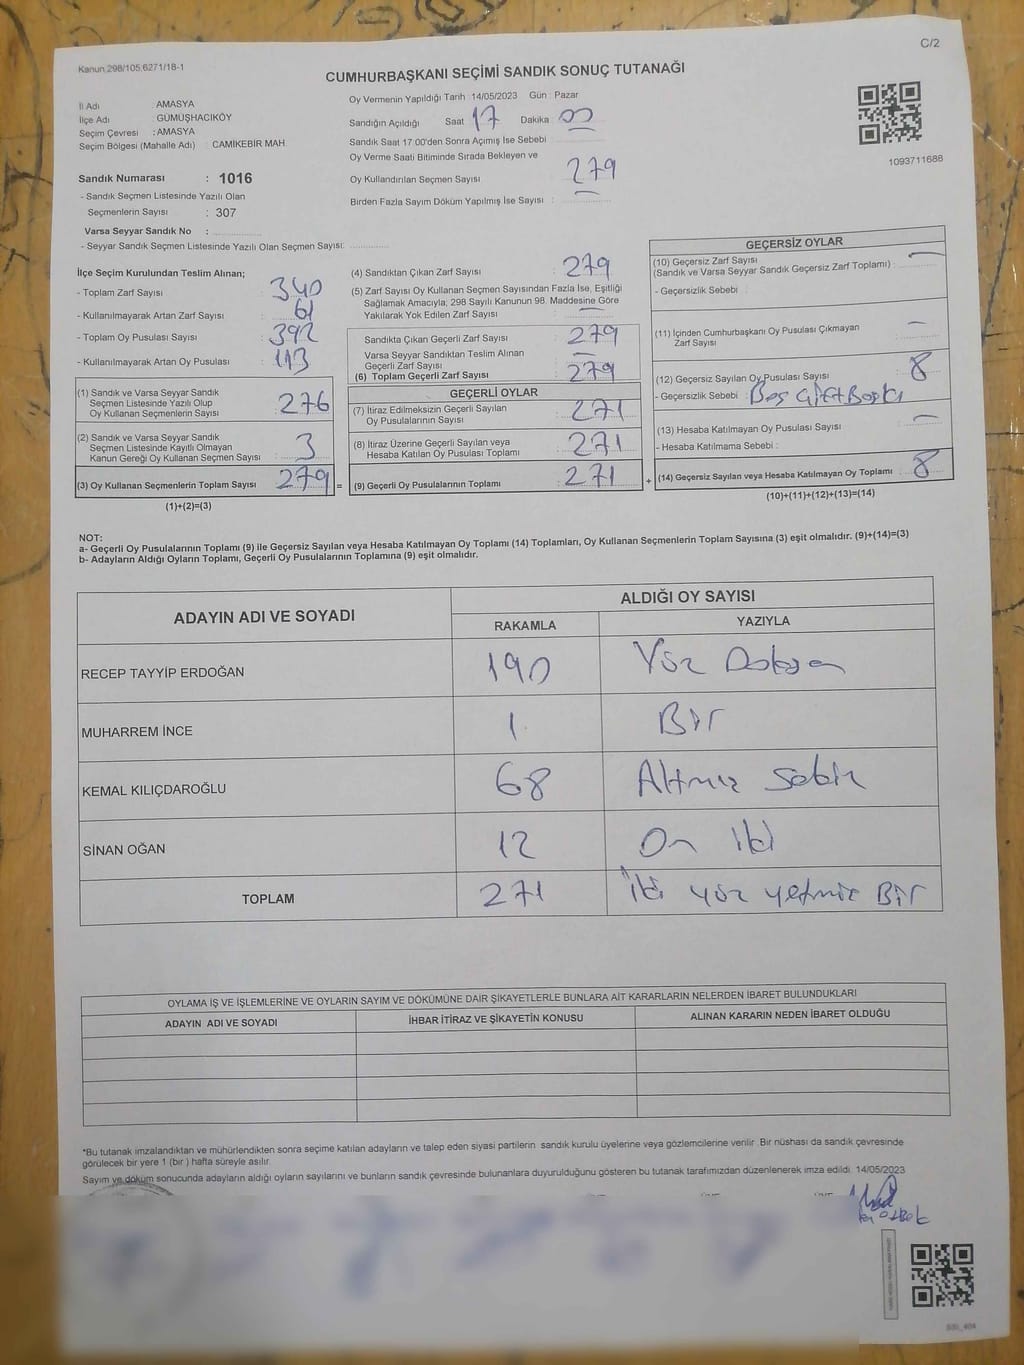 C/2
Kanun 298/105,6271/18-1
CUMHURBAŞKANI SEÇİMİ SANDIK SONUÇ TUTANAĞI
İl Adı AMASYA
İlçe Adı GÜMÜŞHACIKÖY
Seçim Çevresi : AMASYA
Seçim Bölgesi (Mahalle Adı) CAMİKEBİR MAH.
Sandık Numarası : 1016
- Sandık Seçmen Listesinde Yazılı Olan
Seçmenlerin Sayısı : 307
Varsa Seyyar Sandık No :
- Seyyar Sandık Seçmen Listesinde Yazılı Olan Seçmen Sayısı:
Oy Vermenin Yapıldığı Tarih : 14/05/2023 Gün : Pazar
Sandığın Açıldığı Saat 17 Dakika 00
Sandık Saat 17.00'den Sonra Açımış İse Sebebi :
Oy Verme Saati Bitiminde Sırada Bekleyen ve
Oy Kullandırılan Seçmen Sayısı 279
Birden Fazla Sayım Döküm Yapılmış İse Sayısı :
1093711688
İlçe Seçim Kurulundan Teslim Alınan;
- Toplam Zarf Sayısı : 340
- Kullanılmayarak Artan Zarf Sayısı : 61
- Toplam Oy Pusulası Sayısı : 392
- Kullanılmayarak Artan Oy Pusulası : 113
(1) Sandık ve Varsa Seyyar Sandık
Seçmen Listesinde Yazılı Olup
Oy Kullanan Seçmenlerin Sayısı : 276
(2) Sandık ve Varsa Seyyar Sandık
Seçmen Listesinde Kayıtlı Olmayan
Kanun Gereği Oy Kullanan Seçmen Sayısı : 3
(3) Oy Kullanan Seçmenlerin Toplam Sayısı : 279 =
(1)+(2)=(3)
(4) Sandıktan Çıkan Zarf Sayısı : 279
(5) Zarf Sayısı Oy Kullanan Seçmen Sayısından Fazla İse, Eşitliği
Sağlamak Amacıyla; 298 Sayılı Kanunun 98. Maddesine Göre
Yakılarak Yok Edilen Zarf Sayısı : —
Sandıkta Çıkan Geçerli Zarf Sayısı : 279
Varsa Seyyar Sandıktan Teslim Alınan
Geçerli Zarf Sayısı : —
(6) Toplam Geçerli Zarf Sayısı : 279
GEÇERLİ OYLAR
(7) İtiraz Edilmeksizin Geçerli Sayılan
Oy Pusulalarının Sayısı : 271
(8) İtiraz Üzerine Geçerli Sayılan veya
Hesaba Katılan Oy Pusulası Toplamı : 271
(9) Geçerli Oy Pusulalarının Toplamı : 271 +
GEÇERSİZ OYLAR
(10) Geçersiz Zarf Sayısı
(Sandık ve Varsa Seyyar Sandık Geçersiz Zarf Toplamı) : —
- Geçersizlik Sebebi :
(11) İçinden Cumhurbaşkanı Oy Pusulası Çıkmayan
Zarf Sayısı : —
(12) Geçersiz Sayılan Oy Pusulası Sayısı : 8
- Geçersizlik Sebebi : Boş Çift Baskı
(13) Hesaba Katılmayan Oy Pusulası Sayısı : —
- Hesaba Katılmama Sebebi :
(14) Geçersiz Sayılan veya Hesaba Katılmayan Oy Toplamı : 8
(10)+(11)+(12)+(13)=(14)
NOT:
a- Geçerli Oy Pusulalarının Toplamı (9) ile Geçersiz Sayılan veya Hesaba Katılmayan Oy Toplamı (14) Toplamları, Oy Kullanan Seçmenlerin Toplam Sayısına (3) eşit olmalıdır. (9)+(14)=(3)
b- Adayların Aldığı Oyların Toplamı, Geçerli Oy Pusulalarının Toplamına (9) eşit olmalıdır.
ADAYIN ADI VE SOYADI
ALDIĞI OY SAYISI
RAKAMLA YAZIYLA
RECEP TAYYİP ERDOĞAN 190 Yüz Doksan
MUHARREM İNCE 1 Bir
KEMAL KILIÇDAROĞLU 68 Altmış Sekiz
SİNAN OĞAN 12 On iki
TOPLAM 271 İki yüz yetmiş Bir
OYLAMA İŞ VE İŞLEMLERİNE VE OYLARIN SAYIM VE DÖKÜMÜNE DAİR ŞİKAYETLERLE BUNLARA AİT KARARLARIN NELERDEN İBARET BULUNDUKLARI
ADAYIN ADI VE SOYADI İHBAR İTİRAZ VE ŞİKAYETİN KONUSU ALINAN KARARIN NEDEN İBARET OLDUĞU
*Bu tutanak imzalandıktan ve mühürlendikten sonra seçime katılan adayların ve talep eden siyasi partilerin sandık kurulu üyelerine veya gözlemcilerine verilir. Bir nüshası da sandık çevresinde
görülecek bir yere 1 (bir) hafta süreyle asılır.
Sayım ve döküm sonucunda adayların aldığı oyların sayılarını ve bunların sandık çevresinde bulunanlara duyurulduğunu gösteren bu tutanak tarafımızdan düzenlenerek imza edildi. 14/05/2023